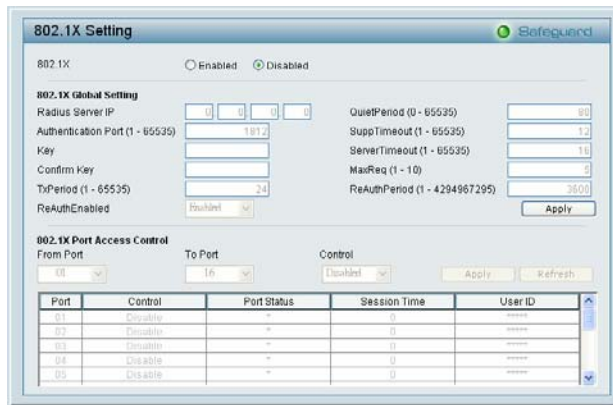 802.1X Setting
Safeguard
802.1X Enabled Disabled
802.1X Global Setting
Radius Server IP 0. 0. 0. 0 QuietPeriod (0 - 65535) 80
Authentication Port (1 - 65535) 1812 SuppTimeout (1 - 65535) 12
Key ServerTimeout (1 - 65535) 16
Confirm Key MaxReq (1 - 10) 5
TxPeriod (1 - 65535) 24 ReAuthPeriod (1 - 4294967295) 3600
ReAuthEnabled Enabled Apply
802.1X Port Access Control
From Port To Port Control
01 16 Disabled Apply Refresh
Port Control Port Status Session Time User ID
01 Disable * 0 *****
02 Disable * 0 *****
03 Disable * 0 *****
04 Disable * 0 *****
05 Disable * 0 *****